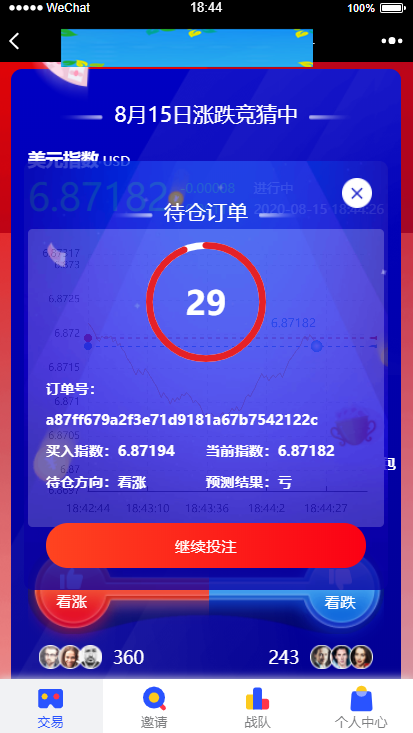 WeChat 18:44 100%
8月15日涨跌竞猜中
美元指数 USD
6.87182 -0.00008 进行中
2020-08-15 18:44:26
待仓订单
6.87317
6.873
29
6.8725
6.87182
6.872
6.8715
订单号:
6.871
a87ff679a2f3e71d9181a67b7542122c
6.8705
买入指数: 6.87194 当前指数: 6.87182
包
6.87
待仓方向: 看涨 预测结果: 亏
6.8697
18:42:44 18:43:10 18:43:36 18:44:2 18:44:27
继续投注
看涨 看跌
360 243
交易 邀请 战队 个人中心